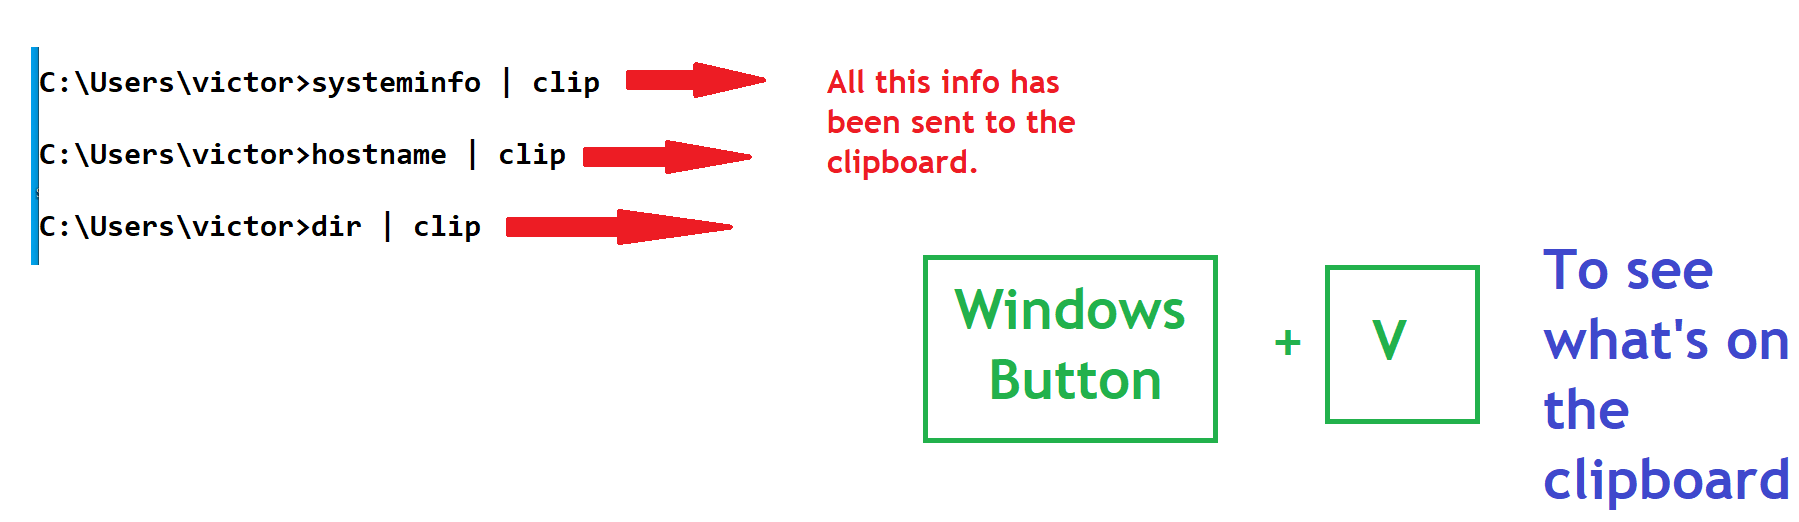 C:\Users\victor>systeminfo | clip
C:\Users\victor>hostname | clip
C:\Users\victor>dir | clip
All this info has
been sent to the
clipboard.
Windows
Button
+
V
To see
what's on
the
clipboard